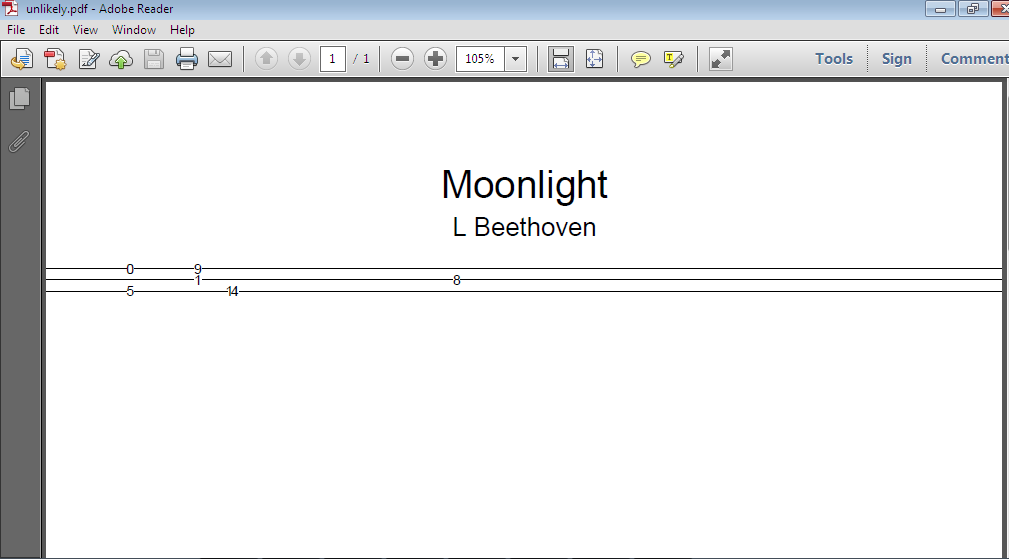 unlikely.pdf - Adobe Reader
File Edit View Window Help
1 / 1 105% Tools Sign Comment
Moonlight
L Beethoven
0 9
1 8
5 14